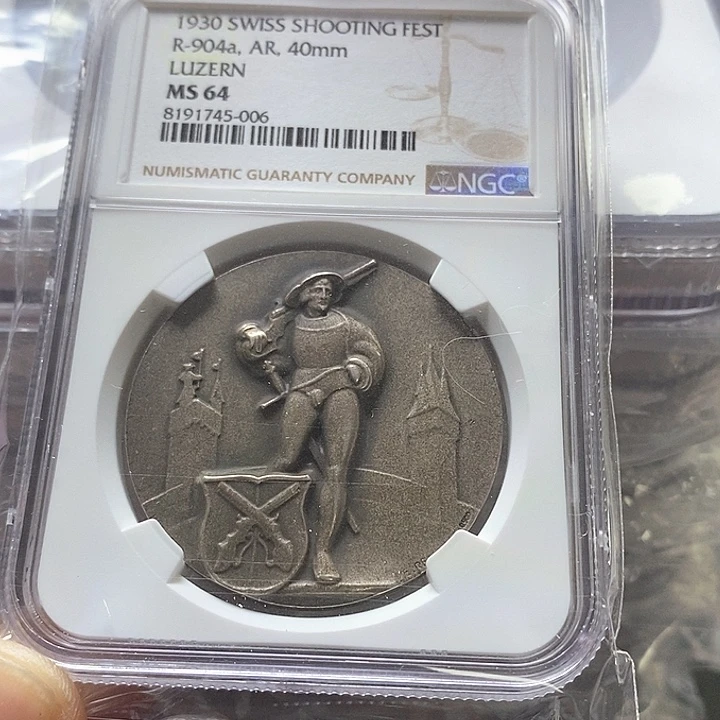 1930 SWISS SHOOTING FEST
R-904a, AR, 40mm
LUZERN
MS 64
8191745-006
NUMISMATIC GUARANTY COMPANY
NGC